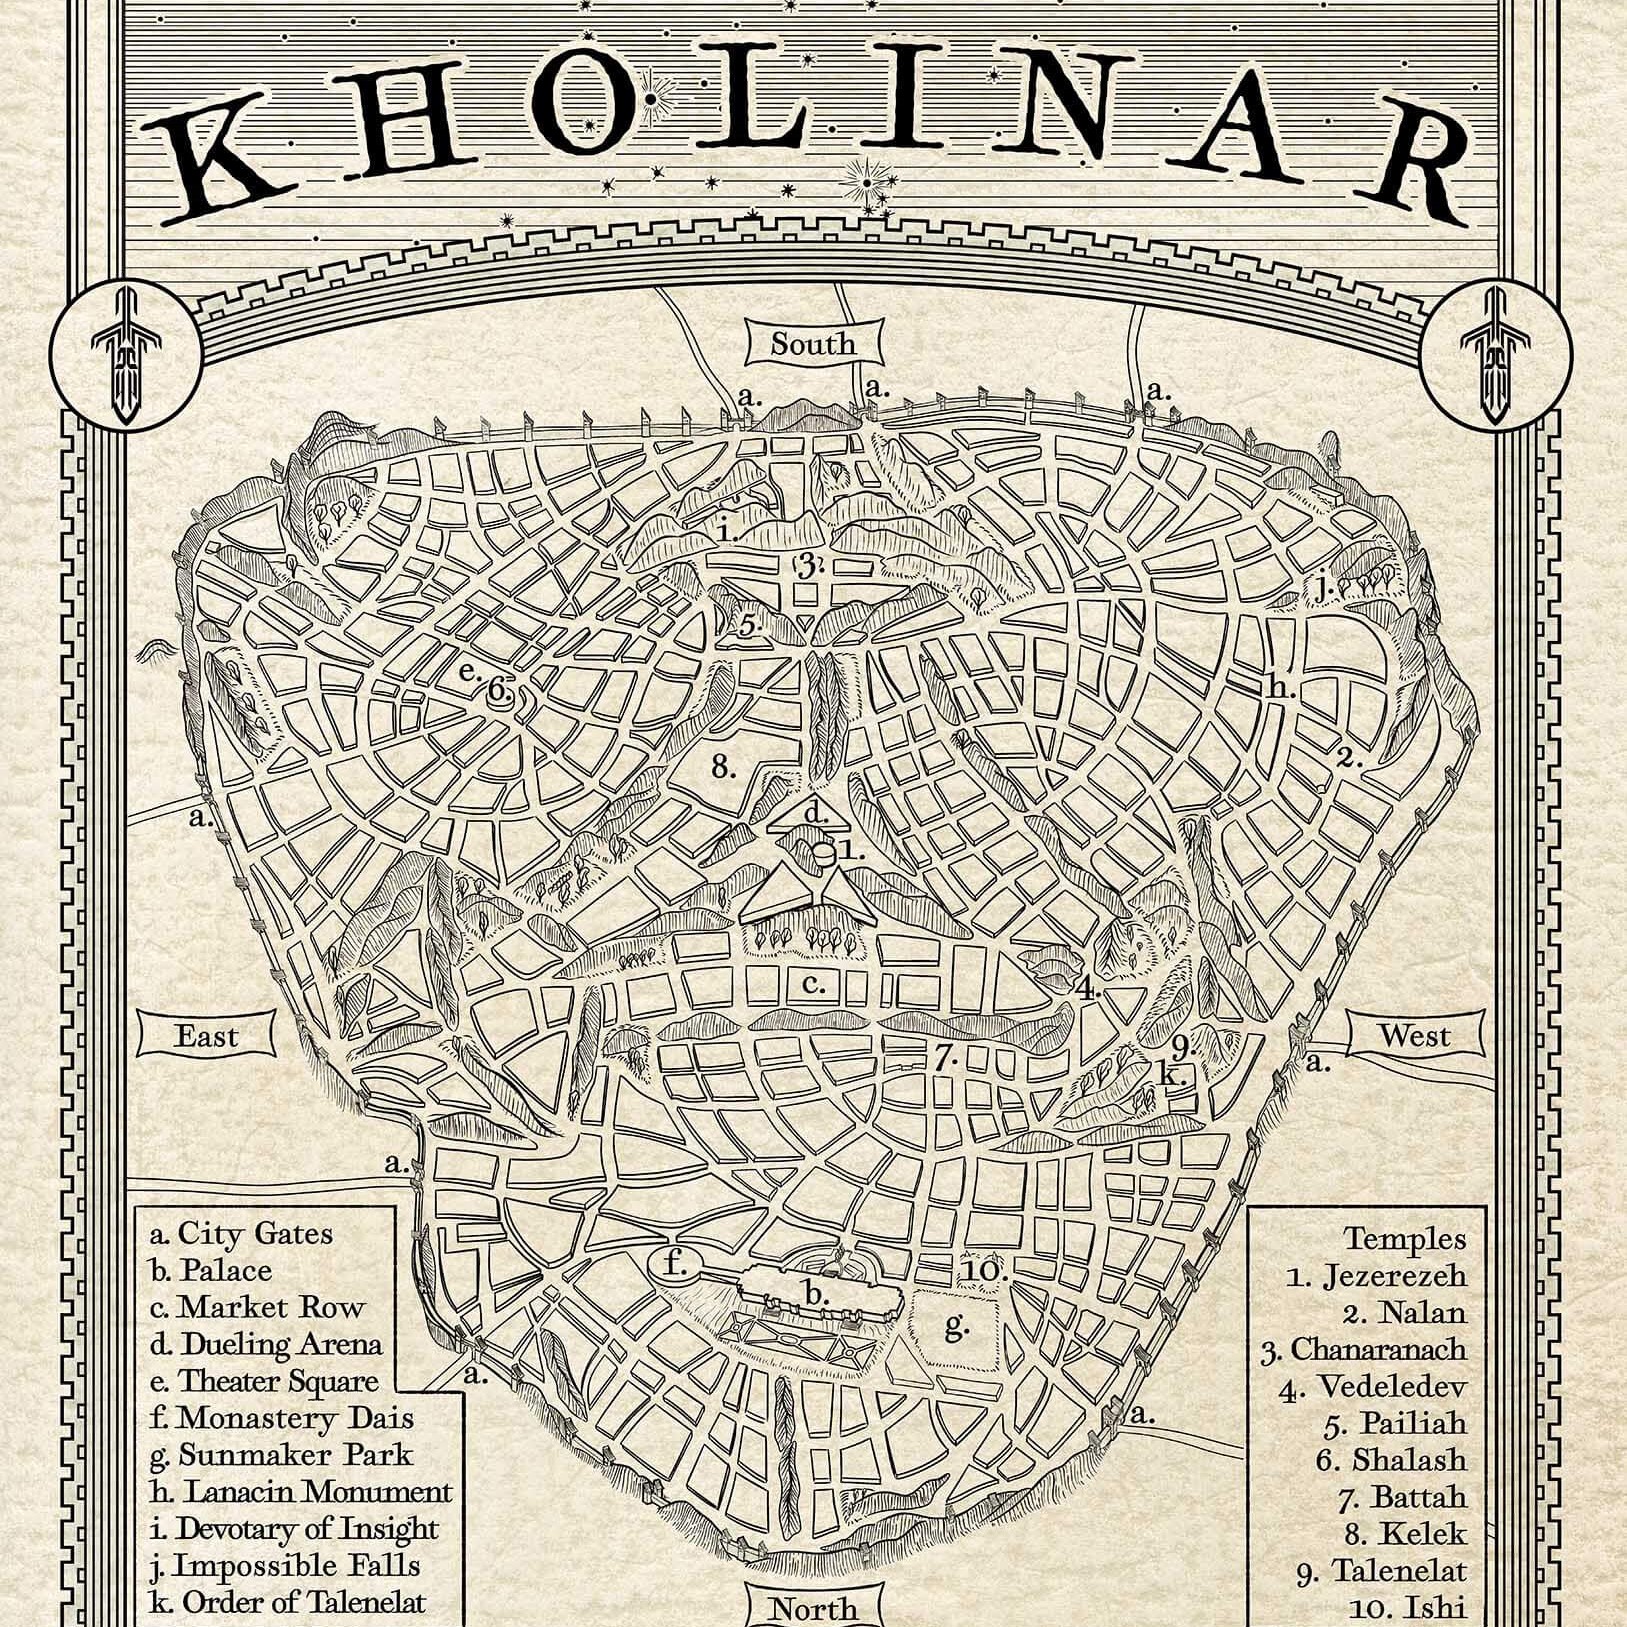 KHOLINAR
South
a.
a.
a.
i.
3.
j.
5.
e.
6.
h.
8.
2.
d.
a.
1.
c.
4.
East
West
7.
9.
a.
k.
a.
f.
10.
b.
g.
a.
a.
a. City Gates
b. Palace
c. Market Row
d. Dueling Arena
e. Theater Square
f. Monastery Dais
g. Sunmaker Park
h. Lanacin Monument
i. Devotary of Insight
j. Impossible Falls
k. Order of Talenelat
Temples
1. Jezerezeh
2. Nalan
3. Chanaranach
4. Vedeledev
5. Pailiah
6. Shalash
7. Battah
8. Kelek
9. Talenelat
10. Ishi
North